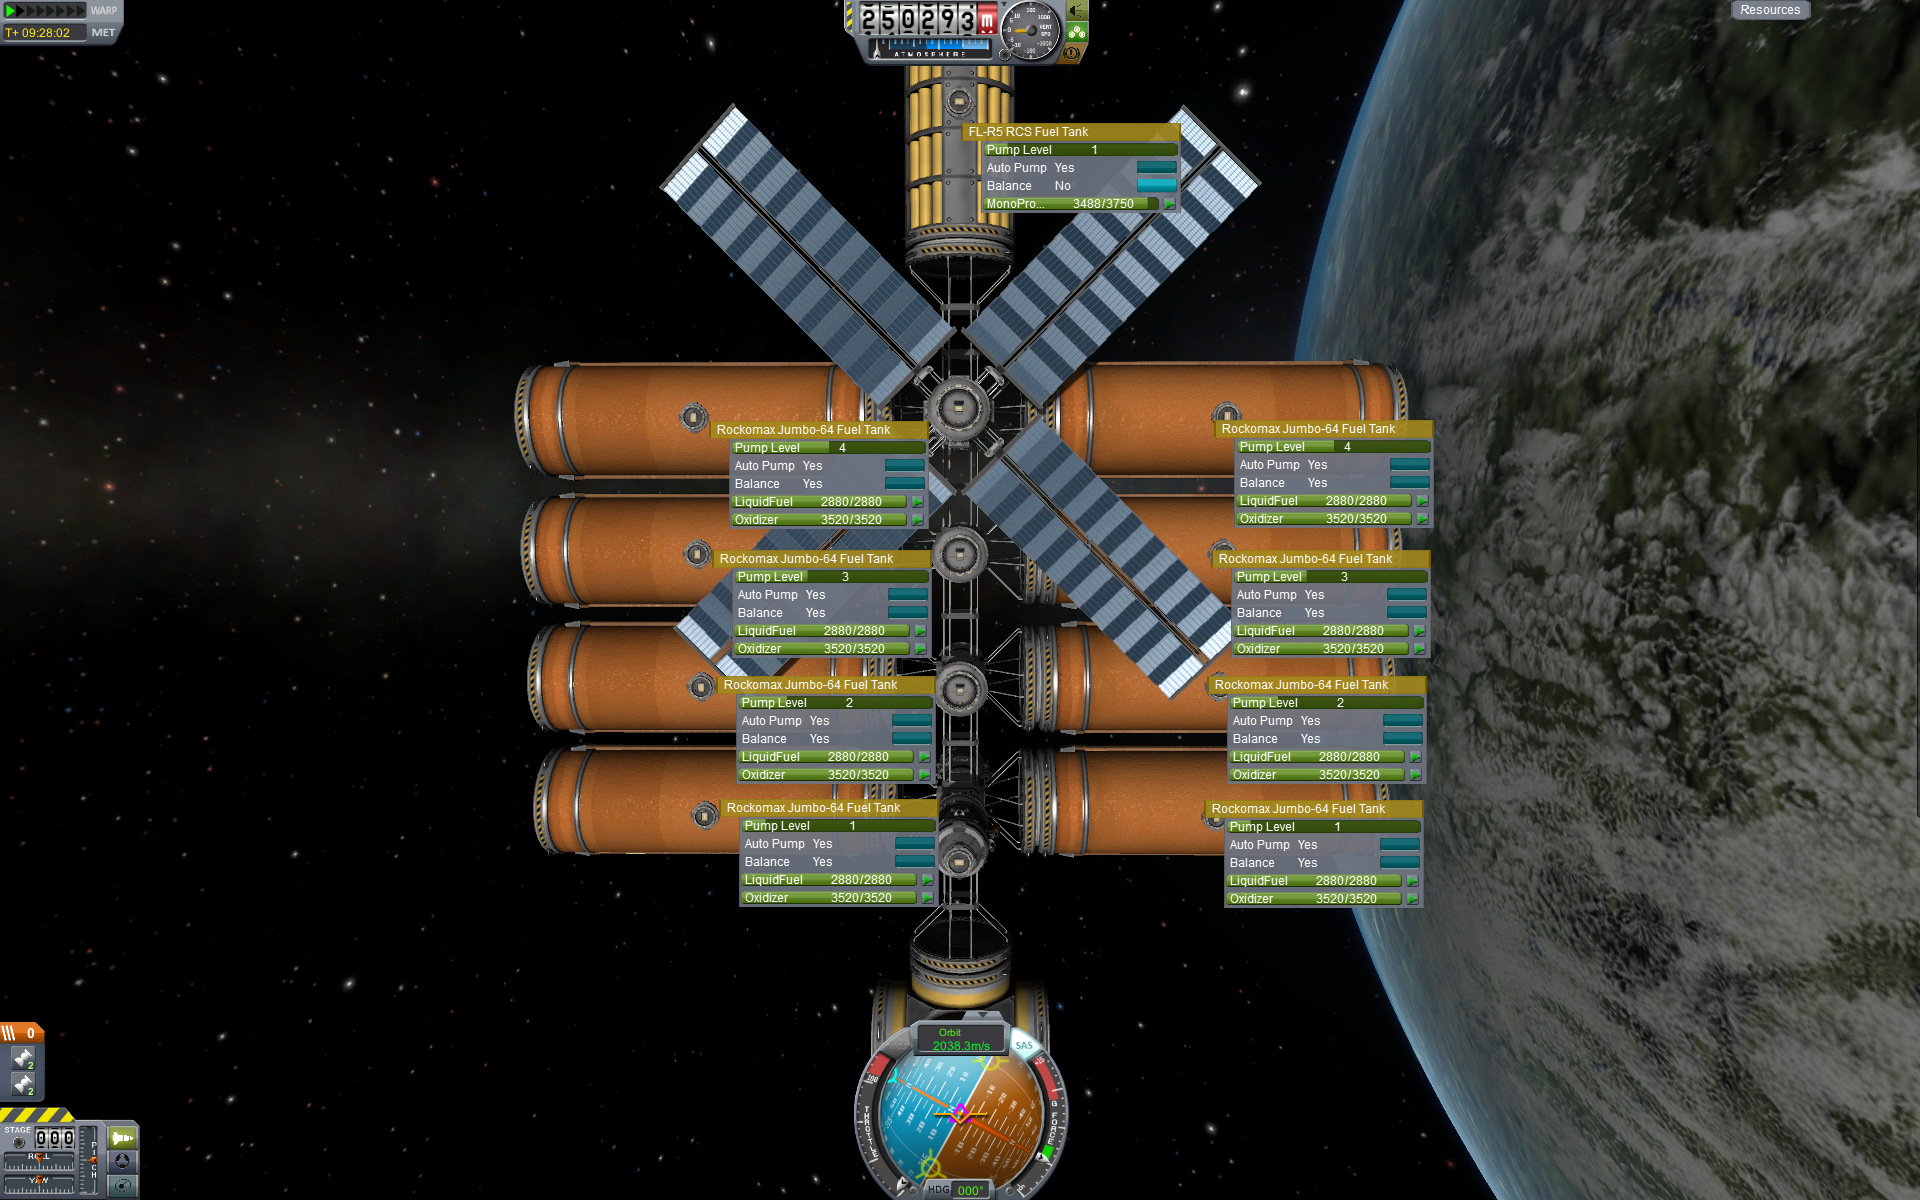 WARP
T+ 09:28:02 MET
250293 m
ATMOSPHERE
VERT SPD
Resources
FL-R5 RCS Fuel Tank
Pump Level 1
Auto Pump Yes
Balance No
MonoPro... 3488/3750
Rockomax Jumbo-64 Fuel Tank
Pump Level 4
Auto Pump Yes
Balance Yes
LiquidFuel 2880/2880
Oxidizer 3520/3520
Rockomax Jumbo-64 Fuel Tank
Pump Level 4
Auto Pump Yes
Balance Yes
LiquidFuel 2880/2880
Oxidizer 3520/3520
Rockomax Jumbo-64 Fuel Tank
Pump Level 3
Auto Pump Yes
Balance Yes
LiquidFuel 2880/2880
Oxidizer 3520/3520
Rockomax Jumbo-64 Fuel Tank
Pump Level 3
Auto Pump Yes
Balance Yes
LiquidFuel 2880/2880
Oxidizer 3520/3520
Rockomax Jumbo-64 Fuel Tank
Pump Level 2
Auto Pump Yes
Balance Yes
LiquidFuel 2880/2880
Oxidizer 3520/3520
Rockomax Jumbo-64 Fuel Tank
Pump Level 2
Auto Pump Yes
Balance Yes
LiquidFuel 2880/2880
Oxidizer 3520/3520
Rockomax Jumbo-64 Fuel Tank
Pump Level 1
Auto Pump Yes
Balance Yes
LiquidFuel 2880/2880
Oxidizer 3520/3520
Rockomax Jumbo-64 Fuel Tank
Pump Level 1
Auto Pump Yes
Balance Yes
LiquidFuel 2880/2880
Oxidizer 3520/3520
0
2
2
STAGE 000
ROLL
YAW
PITCH
Orbit
2038.3m/s
SAS
G FORCE
HDG 000°